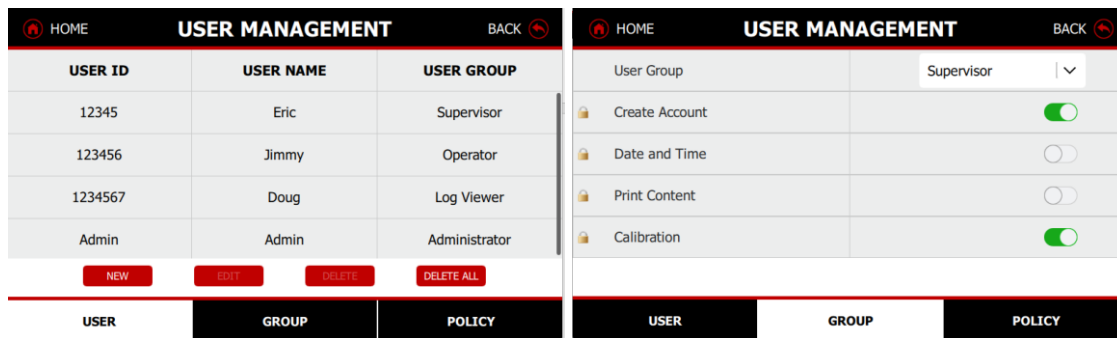 HOME USER MANAGEMENT BACK
USER ID USER NAME USER GROUP
12345 Eric Supervisor
123456 Jimmy Operator
1234567 Doug Log Viewer
Admin Admin Administrator
NEW EDIT DELETE DELETE ALL
USER GROUP POLICY
HOME USER MANAGEMENT BACK
User Group Supervisor
Create Account
Date and Time
Print Content
Calibration
USER GROUP POLICY